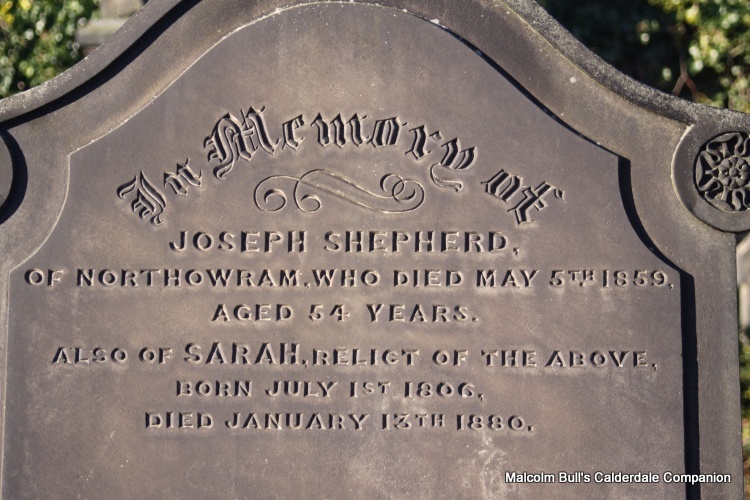 In Memory of
JOSEPH SHEPHERD,
OF NORTHOWRAM, WHO DIED MAY 5TH 1859,
AGED 54 YEARS.
ALSO OF SARAH, RELICT OF THE ABOVE,
BORN JULY 1ST 1806,
DIED JANUARY 13TH 1880.
Malcolm Bull's Calderdale Companion